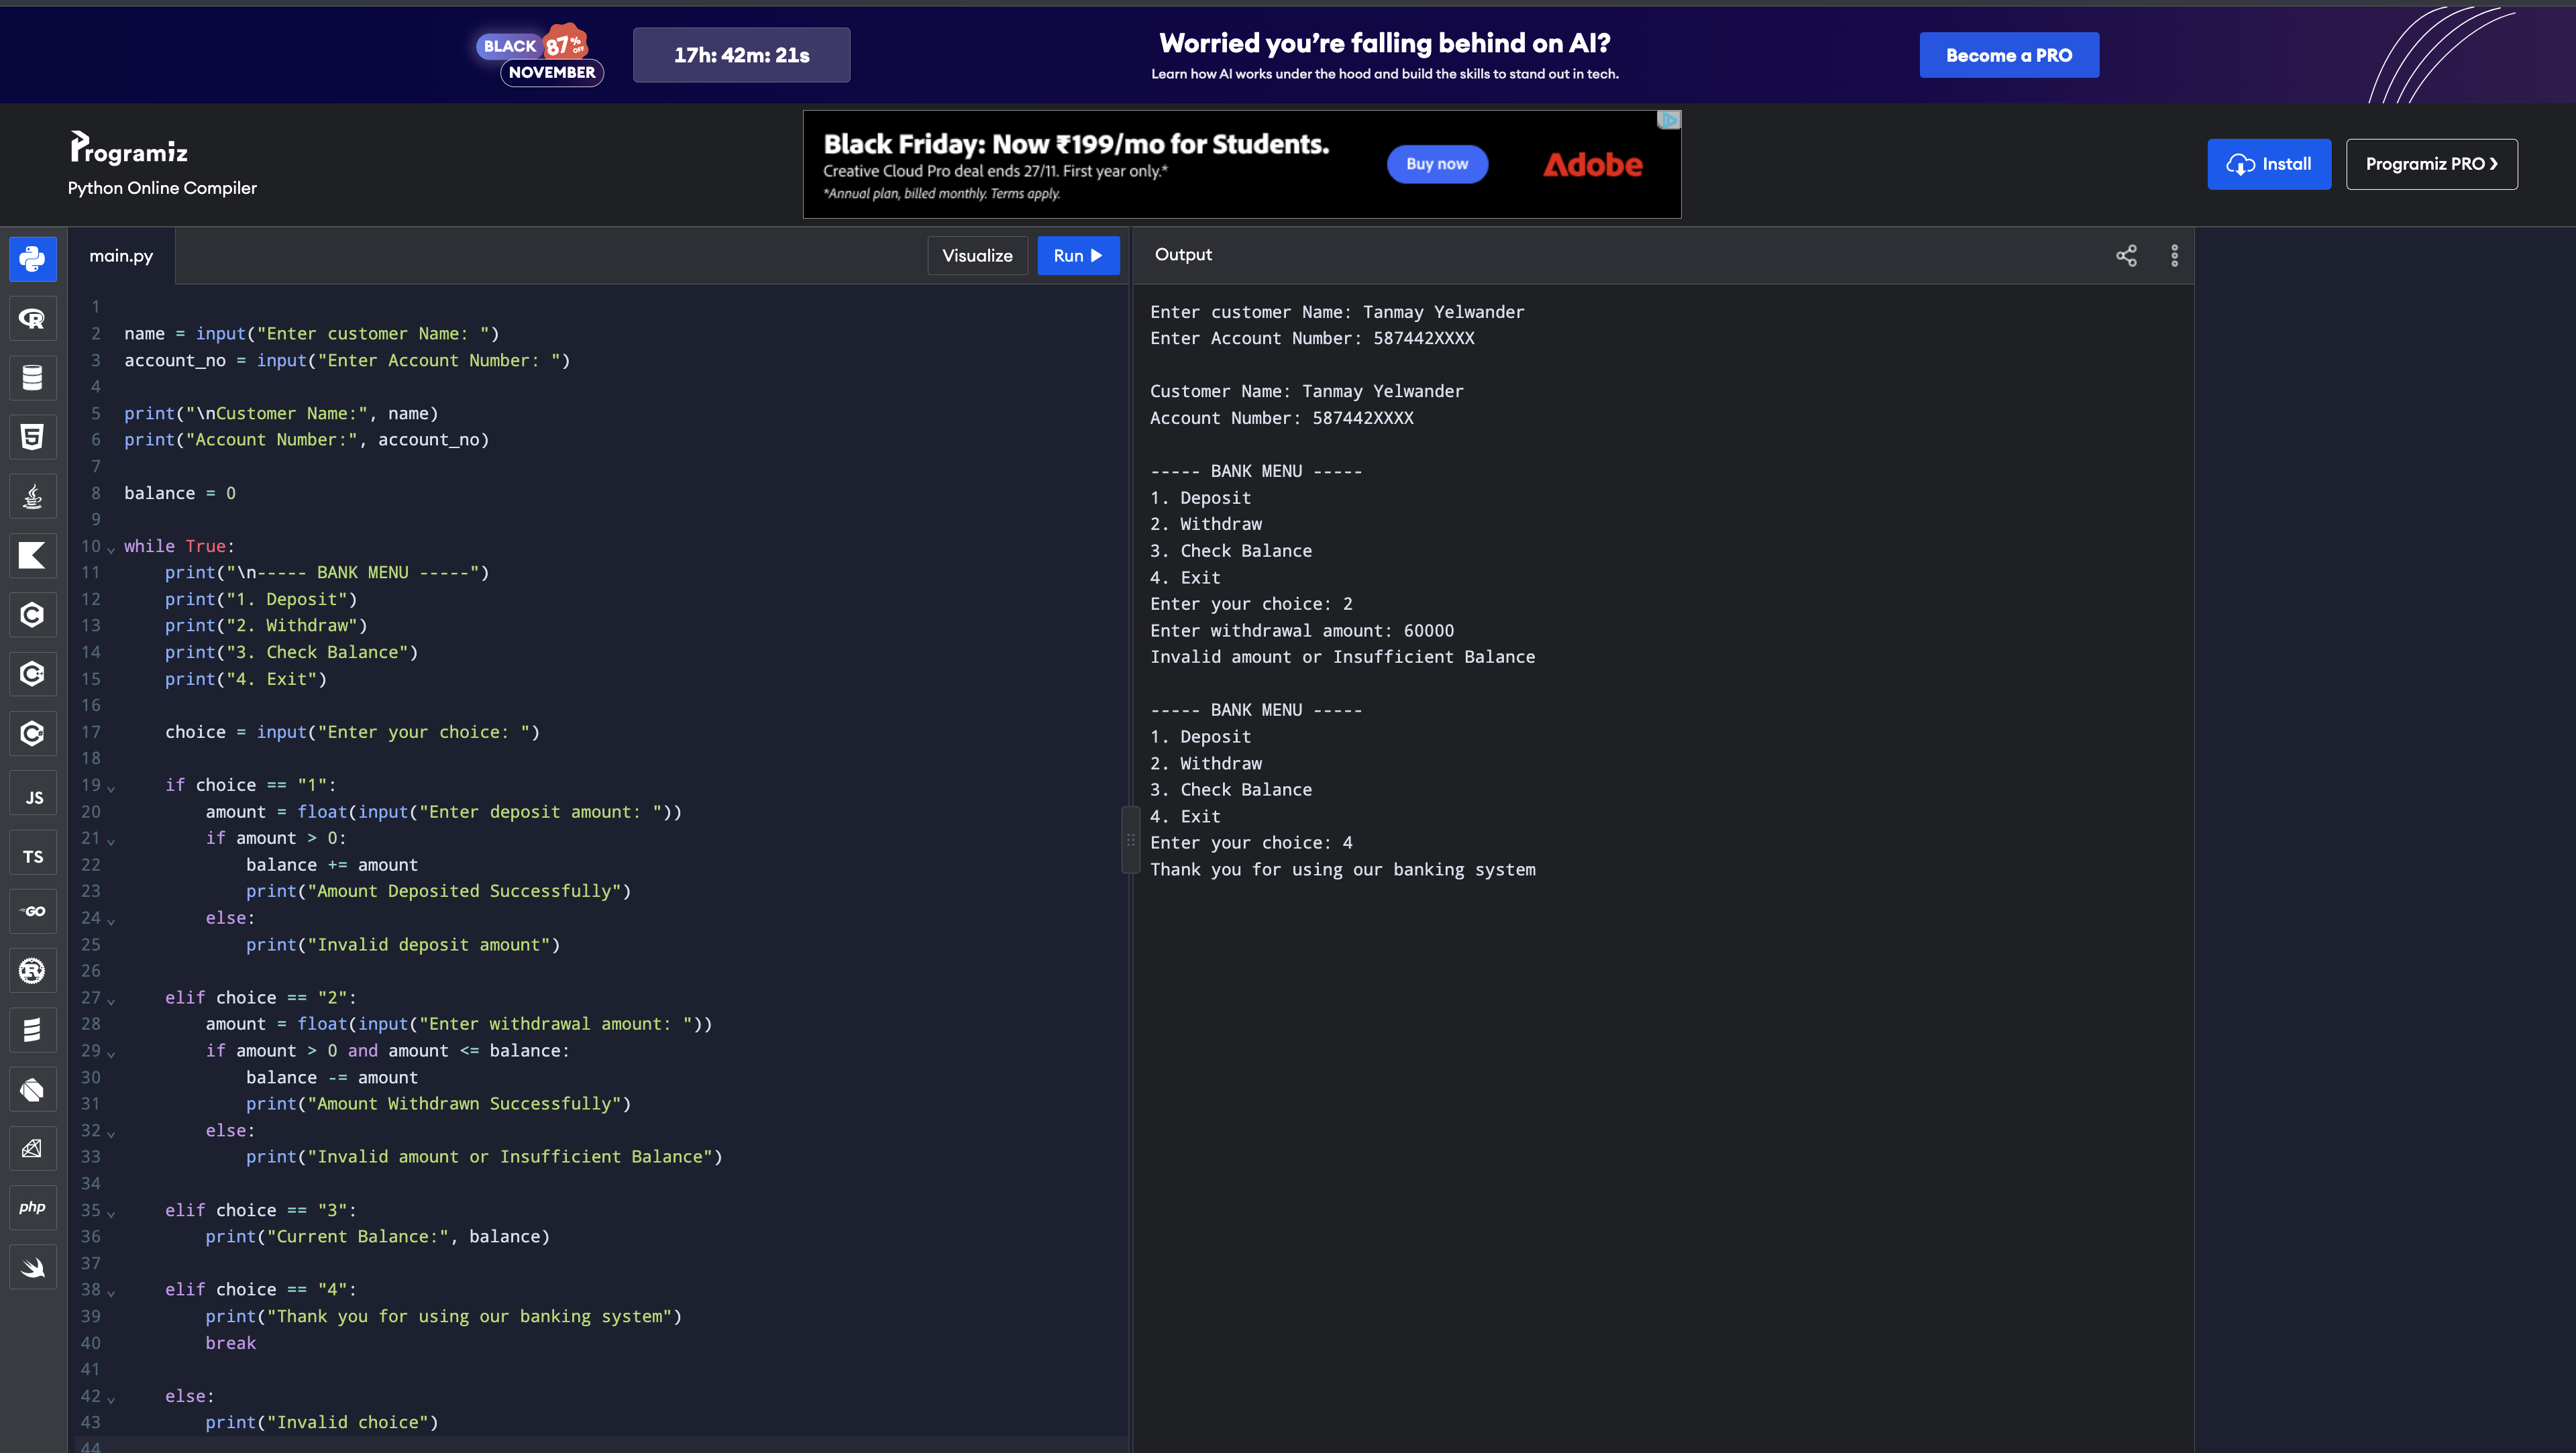 BLACK 87% OFF
NOVEMBER
17h: 42m: 21s
Worried you’re falling behind on AI?
Learn how AI works under the hood and build the skills to stand out in tech.
Become a PRO
Programiz
Python Online Compiler
Black Friday: Now ₹199/mo for Students.
Creative Cloud Pro deal ends 27/11. First year only.*
*Annual plan, billed monthly. Terms apply.
Buy now
Adobe
Install
Programiz PRO ❯
main.py
Visualize
Run
1
2 name = input("Enter customer Name: ")
3 account_no = input("Enter Account Number: ")
4
5 print("\nCustomer Name:", name)
6 print("Account Number:", account_no)
7
8 balance = 0
9
10 while True:
11     print("\n----- BANK MENU -----")
12     print("1. Deposit")
13     print("2. Withdraw")
14     print("3. Check Balance")
15     print("4. Exit")
16
17     choice = input("Enter your choice: ")
18
19     if choice == "1":
20         amount = float(input("Enter deposit amount: "))
21         if amount > 0:
22             balance += amount
23             print("Amount Deposited Successfully")
24         else:
25             print("Invalid deposit amount")
26
27     elif choice == "2":
28         amount = float(input("Enter withdrawal amount: "))
29         if amount > 0 and amount <= balance:
30             balance -= amount
31             print("Amount Withdrawn Successfully")
32         else:
33             print("Invalid amount or Insufficient Balance")
34
35     elif choice == "3":
36         print("Current Balance:", balance)
37
38     elif choice == "4":
39         print("Thank you for using our banking system")
40         break
41
42     else:
43         print("Invalid choice")
44
Output
Enter customer Name: Tanmay Yelwander
Enter Account Number: 587442XXXX

Customer Name: Tanmay Yelwander
Account Number: 587442XXXX

----- BANK MENU -----
1. Deposit
2. Withdraw
3. Check Balance
4. Exit
Enter your choice: 2
Enter withdrawal amount: 60000
Invalid amount or Insufficient Balance

----- BANK MENU -----
1. Deposit
2. Withdraw
3. Check Balance
4. Exit
Enter your choice: 4
Thank you for using our banking system
R
5
C
C
C
JS
TS
GO
R
php